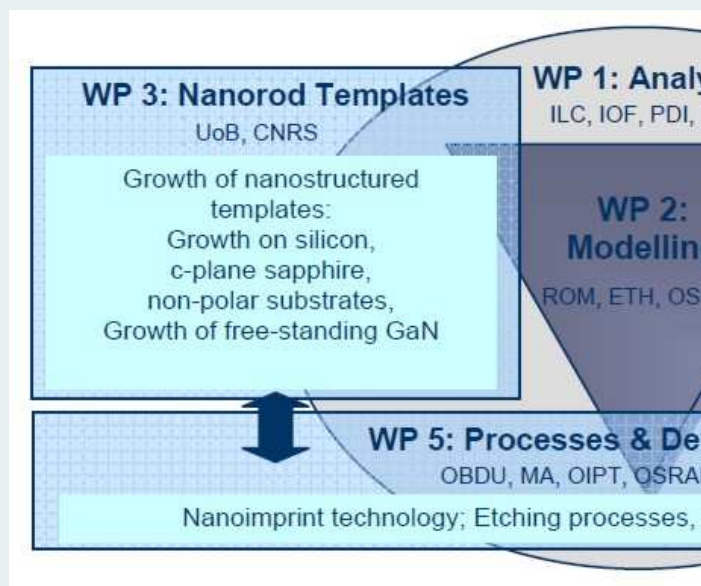 WP 3: Nanorod Templates
UoB, CNRS
Growth of nanostructured
templates:
Growth on silicon,
c-plane sapphire,
non-polar substrates,
Growth of free-standing GaN
WP 1: Analy
ILC, IOF, PDI,
WP 2:
Modellin
ROM, ETH, OS
WP 5: Processes & De
OBDU, MA, OIPT, OSRA
Nanoimprint technology; Etching processes,